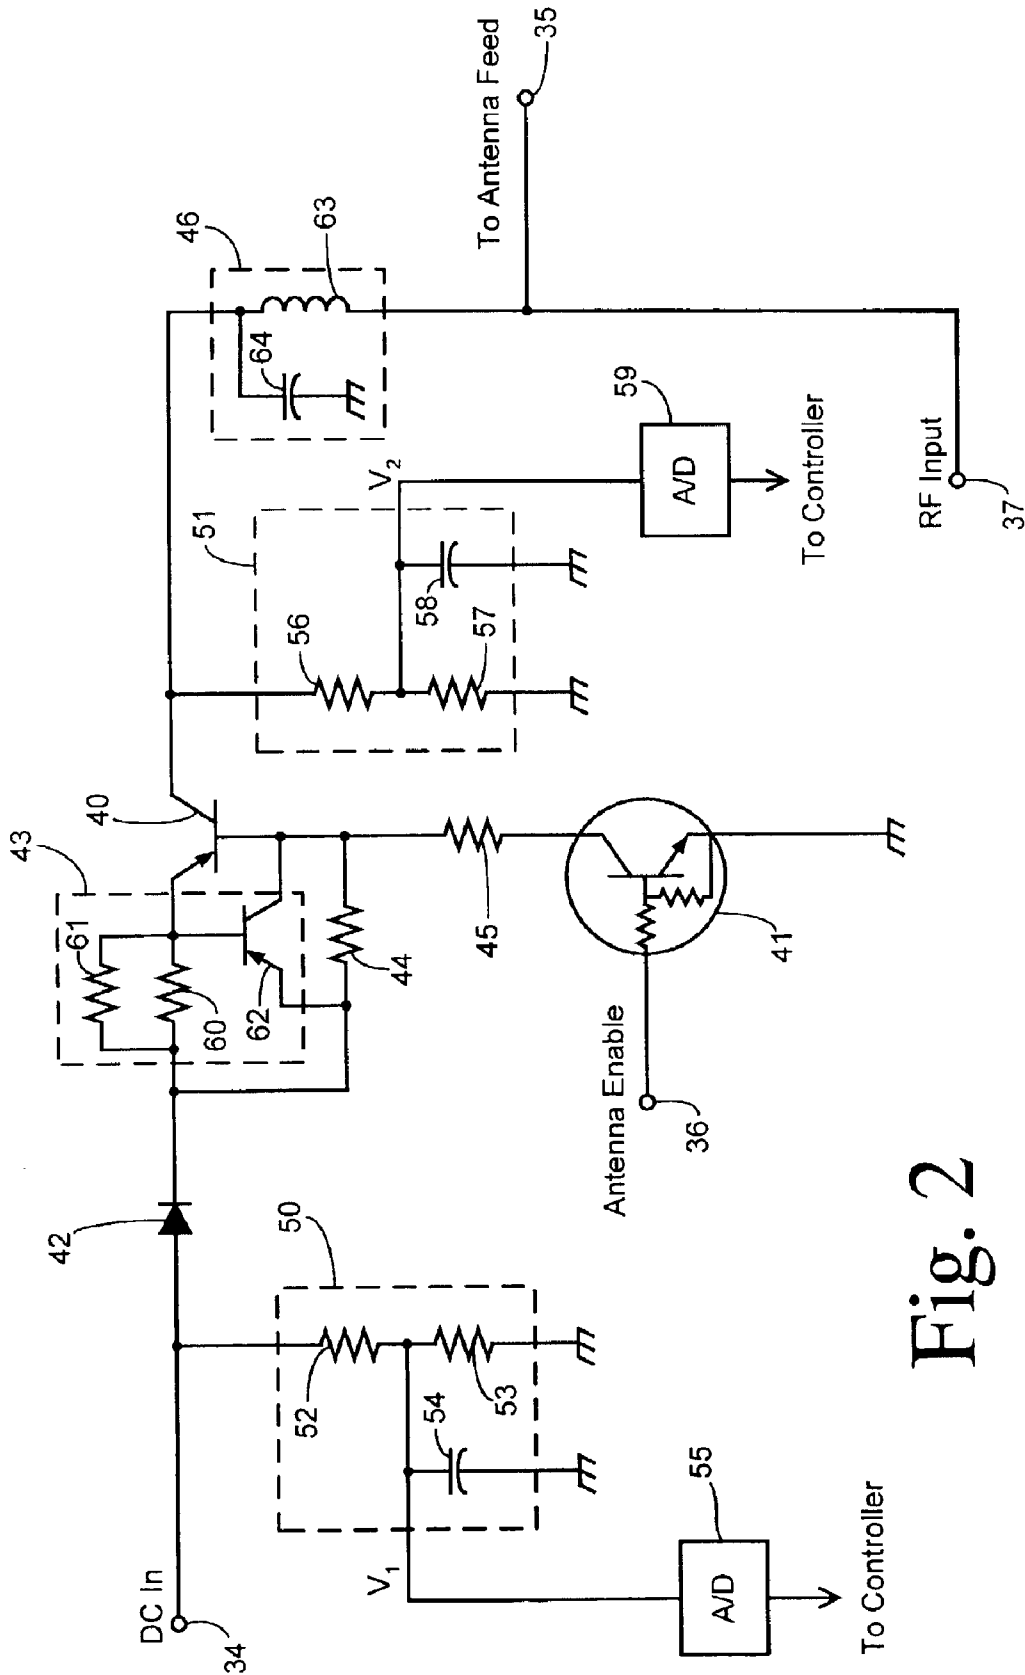 DC In
34
42
43
61
60
62
44
40
50
52
53
54
V1
55
A/D
To Controller
Antenna Enable
36
45
41
51
56
57
58
V2
59
A/D
To Controller
46
64
63
To Antenna Feed
35
RF Input
37
Fig. 2